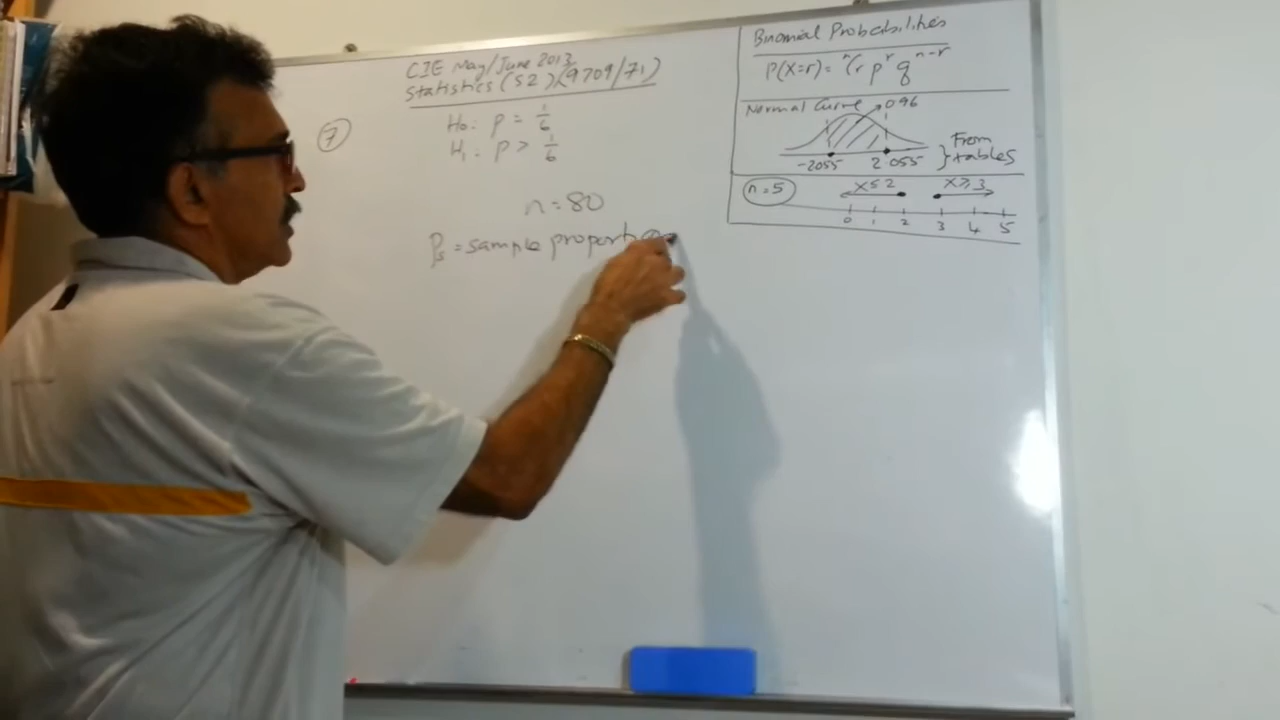 CIE May/June 2013
Statistics (S2) (9709/71)
7
H₀: p = 1/6
H₁: p > 1/6
n = 80
Pₛ = sample proportion
Binomial Probabilities
P(X=r) = ⁿCᵣ pʳ qⁿ⁻ʳ
Normal Curve
0.96
-2.055
2.055
} From tables
n = 5
X ≤ 2
X ≥ 3
0 1 2 3 4 5